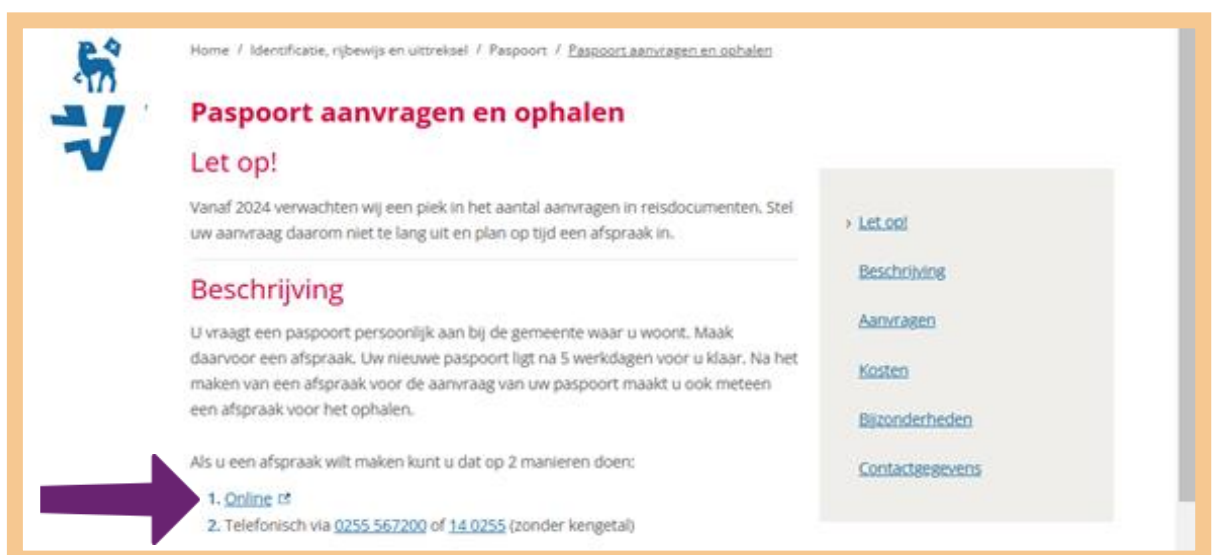 Home / Identificatie, rijbewijs en uittreksel / Paspoort / Paspoort aanvragen en ophalen
Paspoort aanvragen en ophalen
Let op!
Vanaf 2024 verwachten wij een piek in het aantal aanvragen in reisdocumenten. Stel
uw aanvraag daarom niet te lang uit en plan op tijd een afspraak in.
Beschrijving
U vraagt een paspoort persoonlijk aan bij de gemeente waar u woont. Maak
daarvoor een afspraak. Uw nieuwe paspoort ligt na 5 werkdagen voor u klaar. Na het
maken van een afspraak voor de aanvraag van uw paspoort maakt u ook meteen
een afspraak voor het ophalen.
Als u een afspraak wilt maken kunt u dat op 2 manieren doen:
1. Online
2. Telefonisch via 0255 567200 of 14 0255 (zonder kengetal)
› Let op!
Beschrijving
Aanvragen
Kosten
Bijzonderheden
Contactgegevens